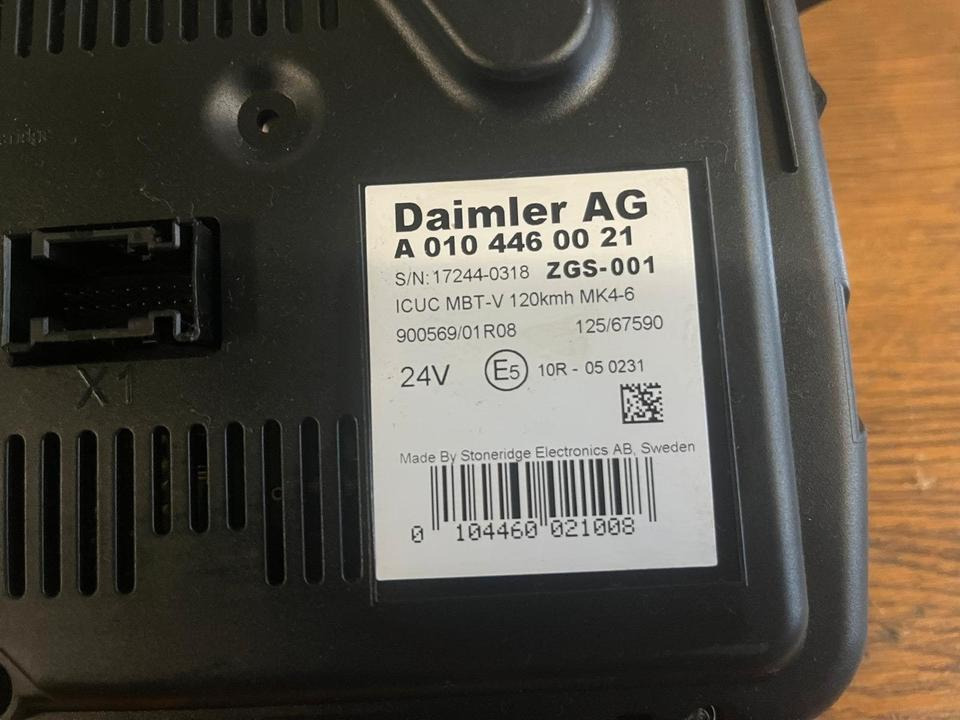 Daimler AG
A 010 446 00 21
S/N:17244-0318 ZGS-001
ICUC MBT-V 120kmh MK4-6
900569/01R08 125/67590
24V E5 10R - 05 0231
Made By Stoneridge Electronics AB, Sweden
0 104460 021008
X1